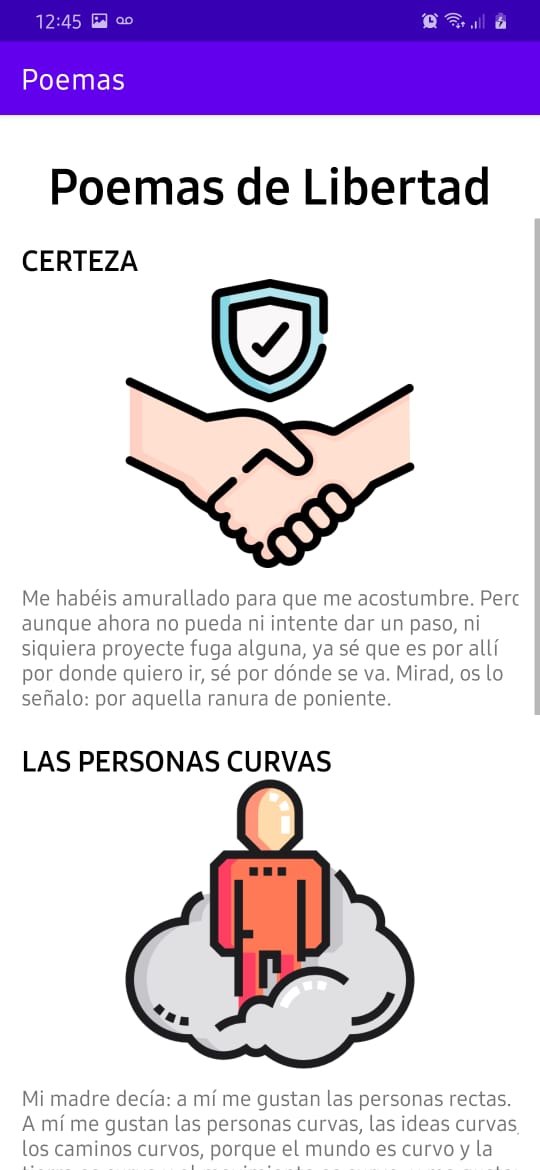 12:45
Poemas
Poemas de Libertad
CERTEZA
Me habéis amurallado para que me acostumbre. Pero
aunque ahora no pueda ni intente dar un paso, ni
siquiera proyecte fuga alguna, ya sé que es por allí
por donde quiero ir, sé por dónde se va. Mirad, os lo
señalo: por aquella ranura de poniente.
LAS PERSONAS CURVAS
Mi madre decía: a mí me gustan las personas rectas.
A mí me gustan las personas curvas, las ideas curvas,
los caminos curvos, porque el mundo es curvo y la